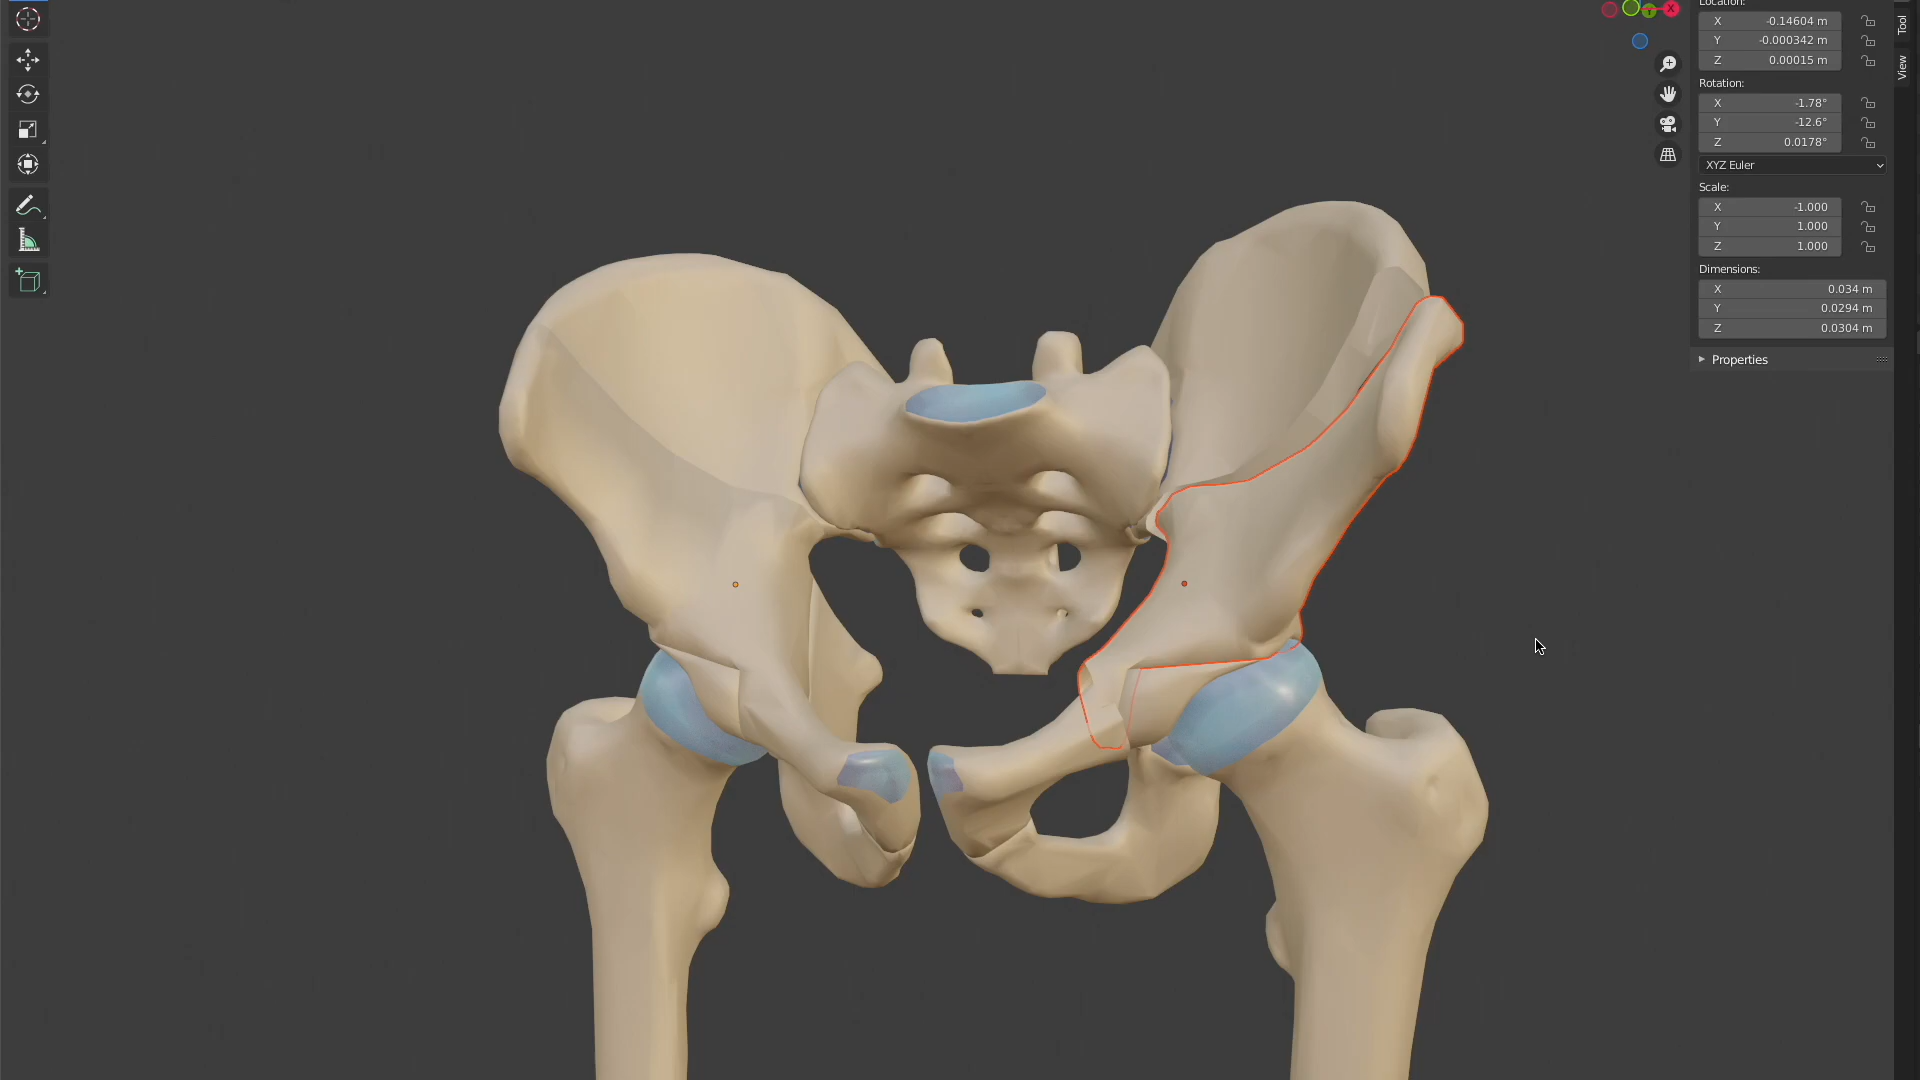 Location:
X -0.14604 m
Y -0.000342 m
Z 0.00015 m
Rotation:
X -1.78°
Y -12.6°
Z 0.0178°
XYZ Euler
Scale:
X -1.000
Y 1.000
Z 1.000
Dimensions:
X 0.034 m
Y 0.0294 m
Z 0.0304 m
Properties
Tool
View
X
Y